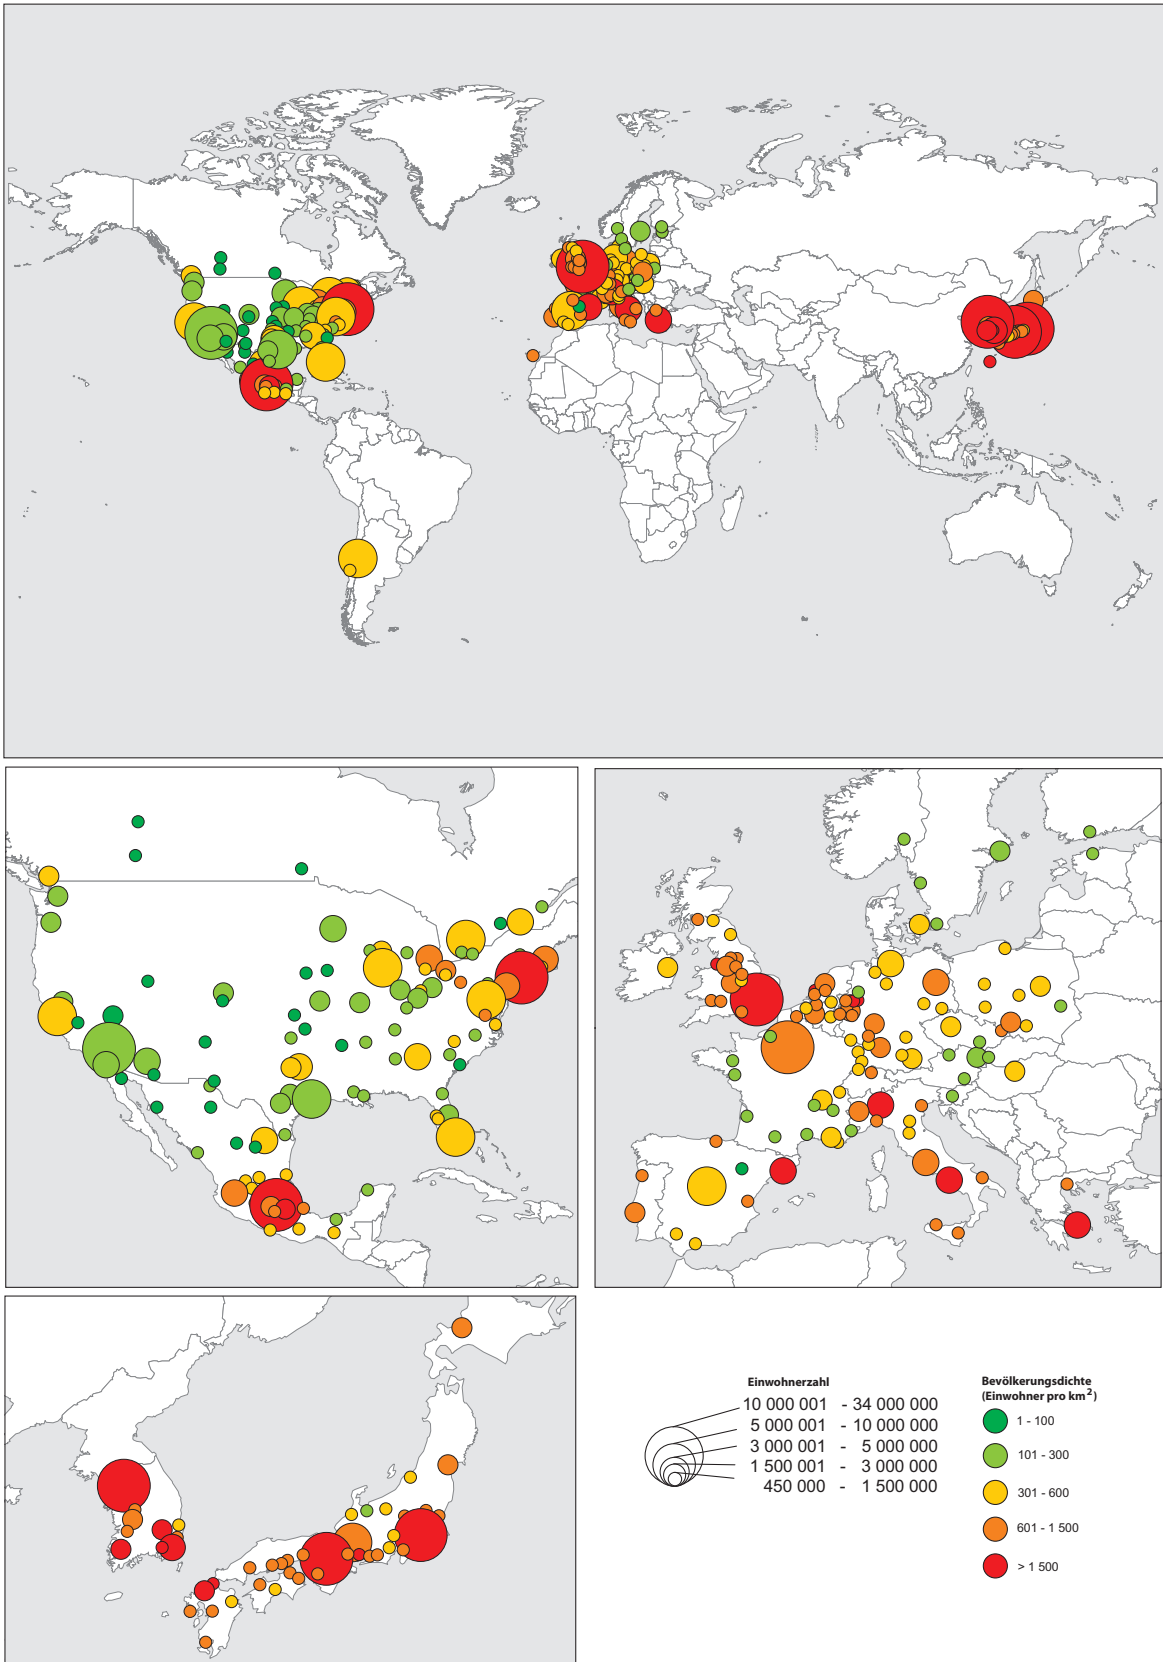 Einwohnerzahl
10 000 001 - 34 000 000
5 000 001 - 10 000 000
3 000 001 - 5 000 000
1 500 001 - 3 000 000
450 000 - 1 500 000
Bevölkerungsdichte
(Einwohner pro km²)
1 - 100
101 - 300
301 - 600
601 - 1 500
> 1 500